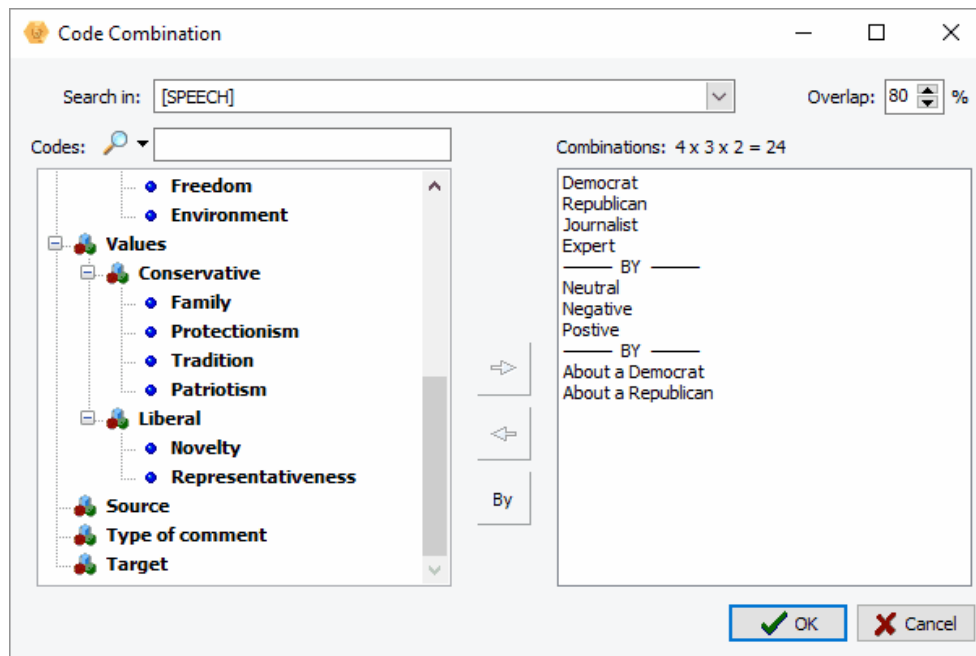 Code Combination
Search in: [SPEECH] Overlap: 80 %
Codes:
Combinations: 4 x 3 x 2 = 24
Freedom
Environment
Values
Conservative
Family
Protectionism
Tradition
Patriotism
Liberal
Novelty
Representativeness
Source
Type of comment
Target
By
Democrat
Republican
Journalist
Expert
BY
Neutral
Negative
Postive
BY
About a Democrat
About a Republican
OK
Cancel